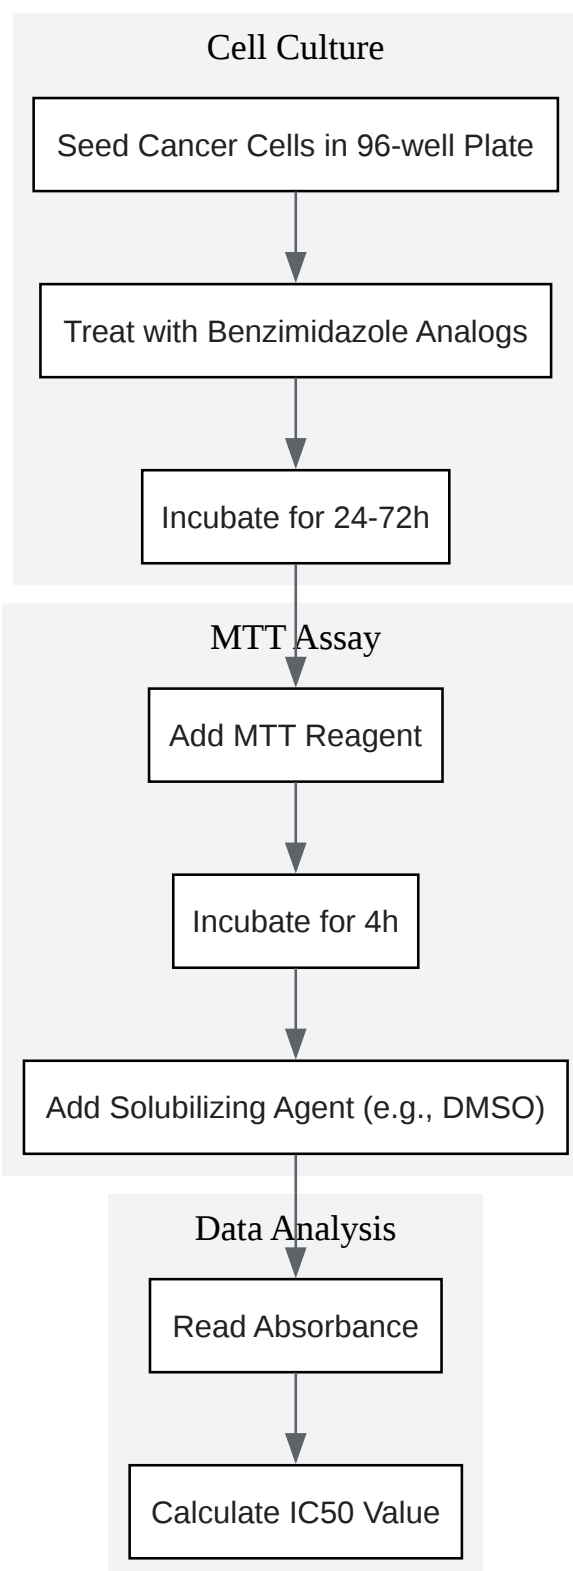 Cell Culture
Seed Cancer Cells in 96-well Plate
Treat with Benzimidazole Analogs
Incubate for 24-72h
MTT Assay
Add MTT Reagent
Incubate for 4h
Add Solubilizing Agent (e.g., DMSO)
Data Analysis
Read Absorbance
Calculate IC50 Value